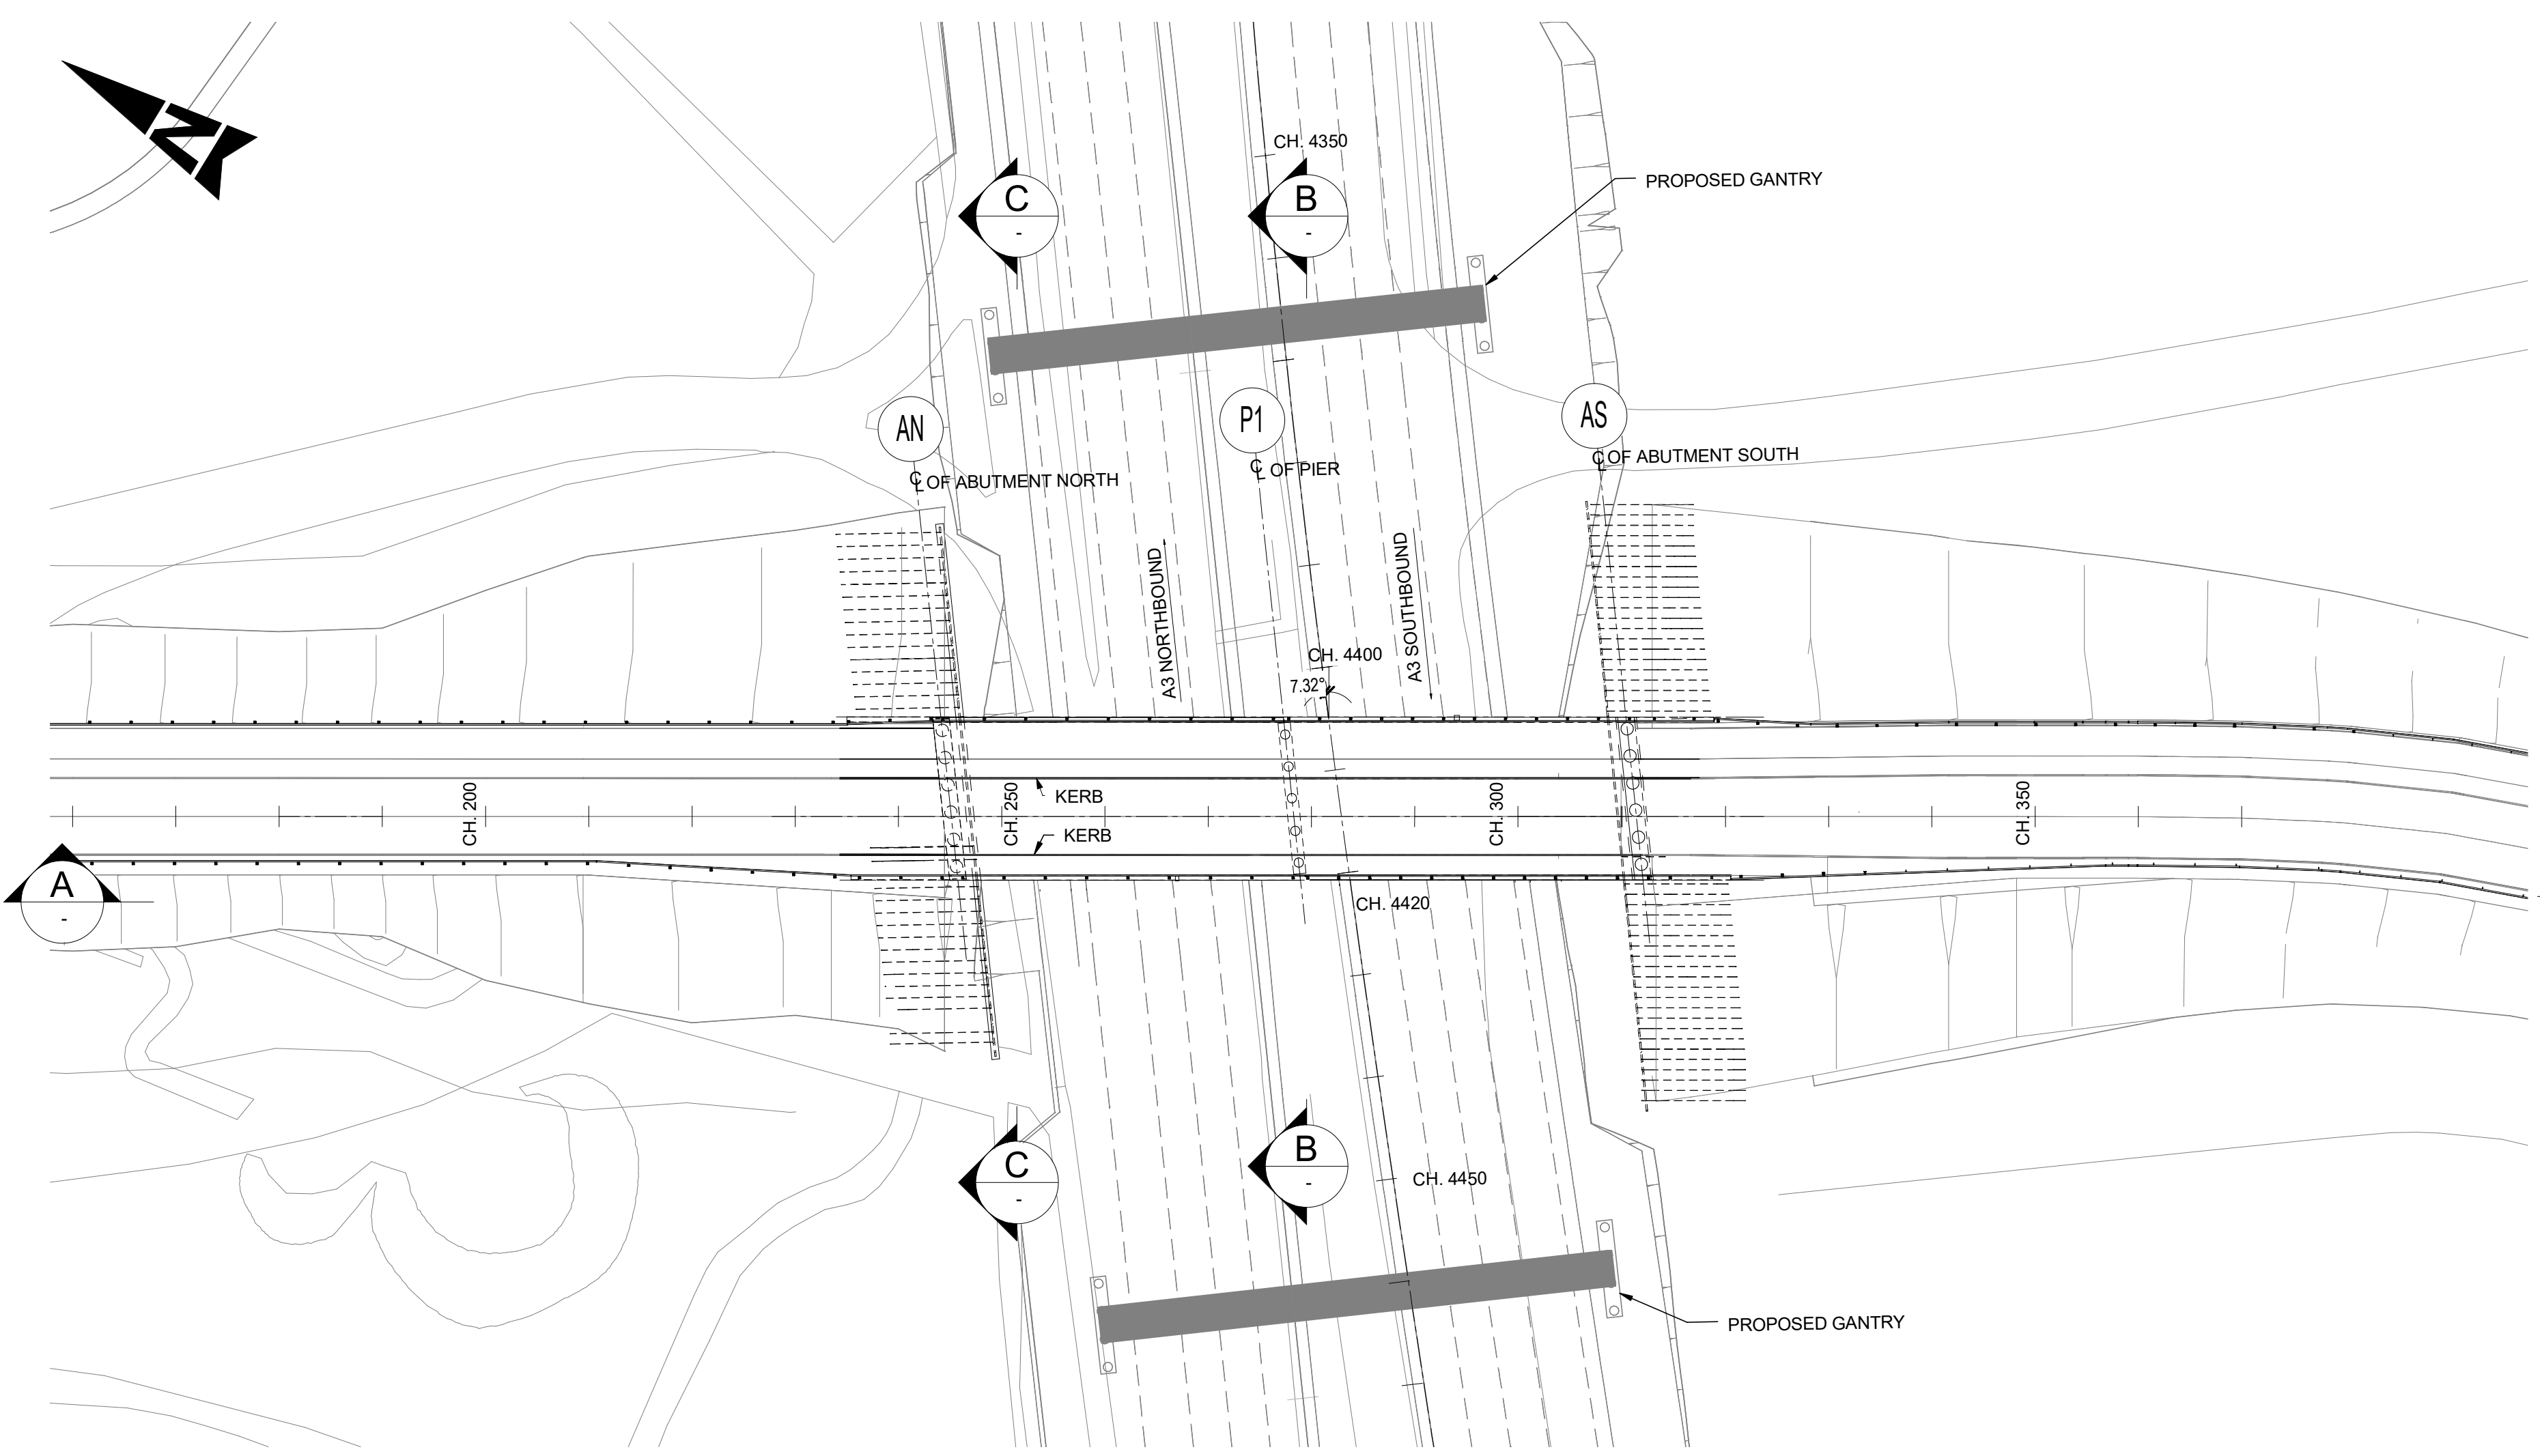 N
CH. 4350
C
-
B
-
PROPOSED GANTRY
AN
P1
AS
℄ OF ABUTMENT NORTH
℄ OF PIER
℄ OF ABUTMENT SOUTH
A3 NORTHBOUND
A3 SOUTHBOUND
CH. 4400
7.32°
CH. 200
CH. 250
KERB
KERB
CH. 300
CH. 350
A
-
CH. 4420
C
-
B
-
CH. 4450
PROPOSED GANTRY